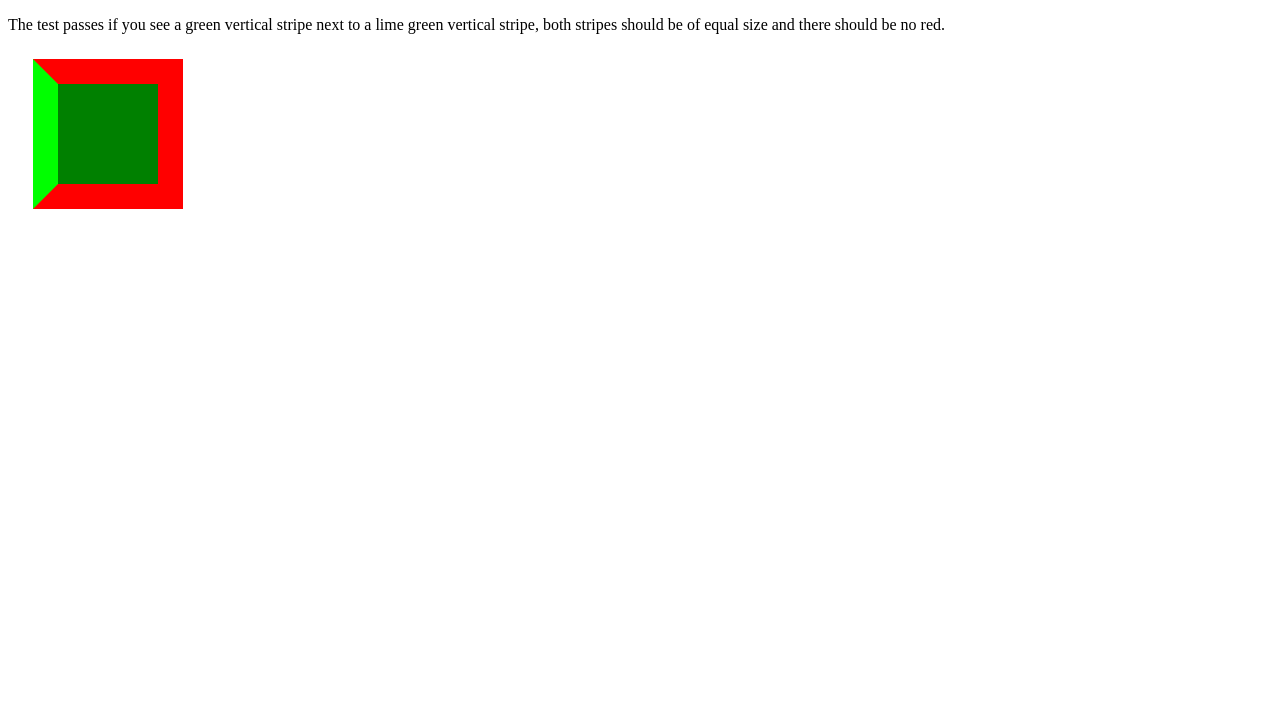 The test passes if you see a green vertical stripe next to a lime green vertical stripe, both stripes should be of equal size and there should be no red.